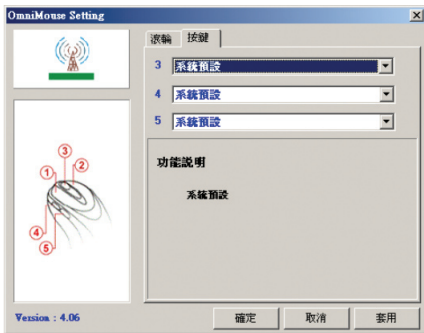 OmniMouse Setting
滾輪 按鍵
3 系統預設
4 系統預設
5 系統預設
功能説明
系統預設
3
1 2
4
5
Version : 4.06
確定 取消 套用